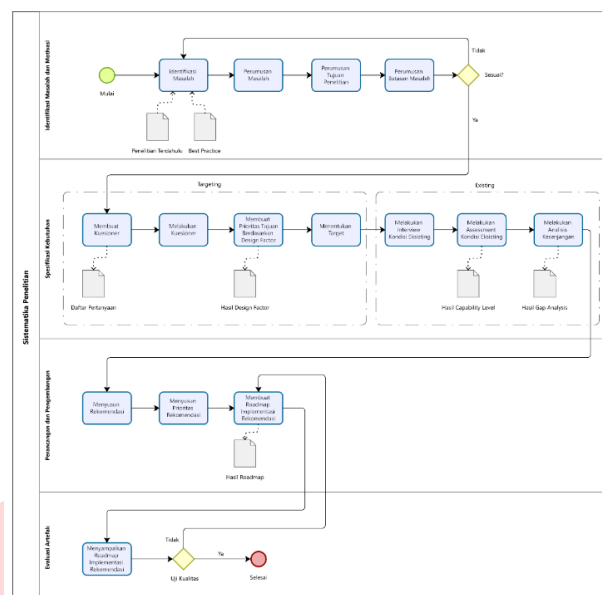 Sistematika Penelitian
Identifikasi Masalah dan Motivasi
Mulai
Identifikasi
Masalah
Perumusan
Masalah
Perumusan
Tujuan
Penelitian
Perumusan
Batasan Masalah
Tidak
Sesuai?
Ya
Penelitian Terdahulu
Best Practice
Spesifikasi Kebutuhan
Targeting
Membuat
Kuesioner
Melakukan
Kuesioner
Membuat
Prioritas Tujuan
Berdasarkan
Design Factor
Menentukan
Target
Daftar Pertanyaan
Hasil Design Factor
Existing
Melakukan
Interview
Kondisi Eksisting
Melakukan
Assessment
Kondisi Eksisting
Melakukan
Analisis
Kesenjangan
Hasil Capability Level
Hasil Gap Analysis
Perancangan dan Pengembangan
Menyusun
Rekomendasi
Menyusun
Prioritas
Rekomendasi
Membuat
Roadmap
Implementasi
Rekomendasi
Hasil Roadmap
Evaluasi Artefak
Menyampaikan
Roadmap
Implementasi
Rekomendasi
Tidak
Uji Kualitas
Ya
Selesai